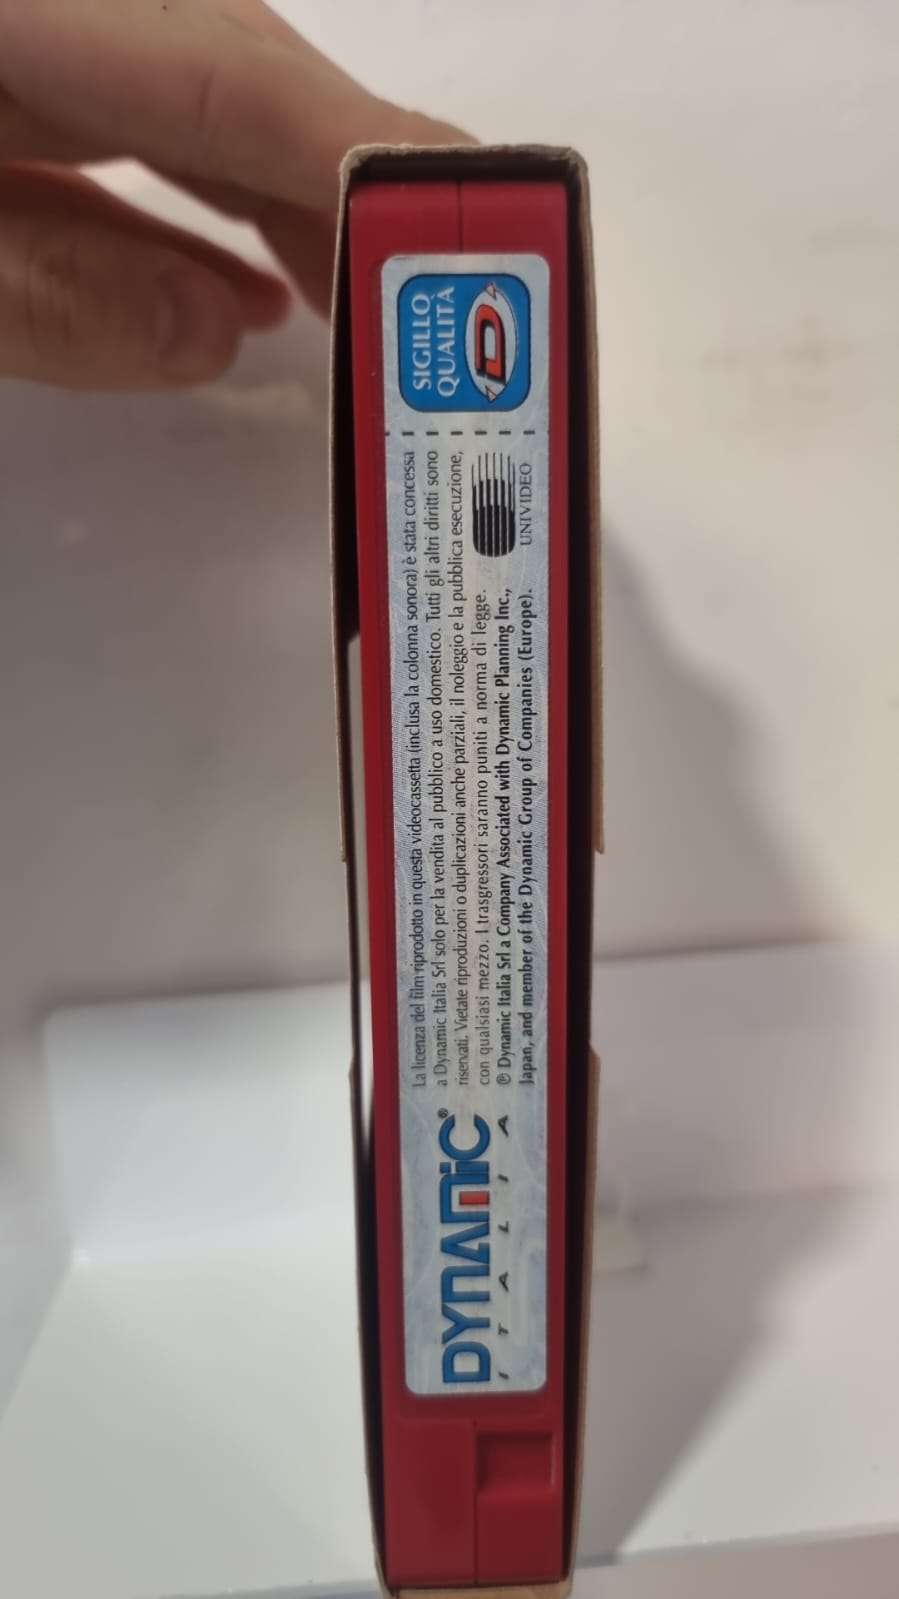 DYNAMiC®
ITALIA
La licenza del film riprodotto in questa videocassetta (inclusa la colonna sonora) è stata concessa
a Dynamic Italia Srl solo per la vendita al pubblico a uso domestico. Tutti gli altri diritti sono
riservati. Vietate riproduzioni o duplicazioni anche parziali, il noleggio e la pubblica esecuzione,
con qualsiasi mezzo. I trasgressori saranno puniti a norma di legge.
℗ Dynamic Italia Srl a Company Associated with Dynamic Planning Inc.,
Japan, and member of the Dynamic Group of Companies (Europe).
UNIVIDEO
SIGILLO
QUALITÀ
D